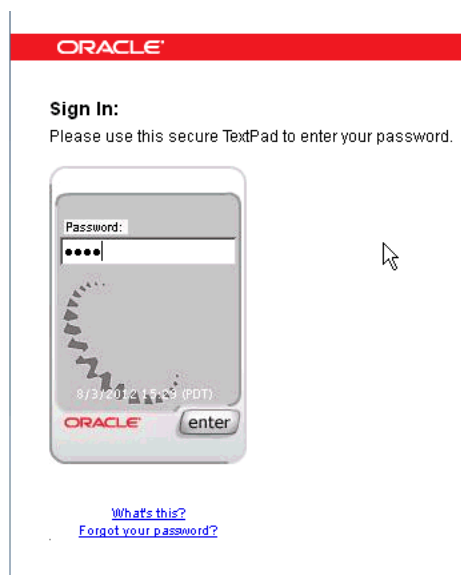 ORACLE
Sign In:
Please use this secure TextPad to enter your password.
Password:
••••
8/3/2012 15:29 (PDT)
ORACLE
enter
What's this?
Forgot your password?